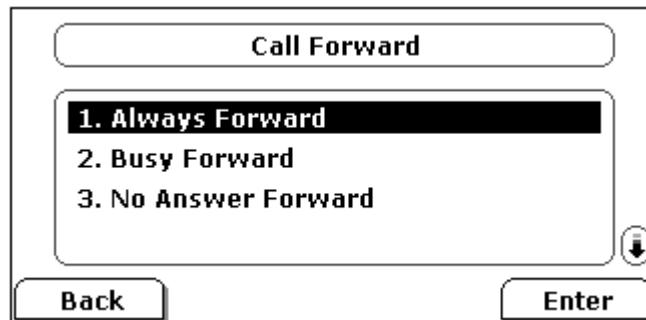 Call Forward
1. Always Forward
2. Busy Forward
3. No Answer Forward
Back Enter